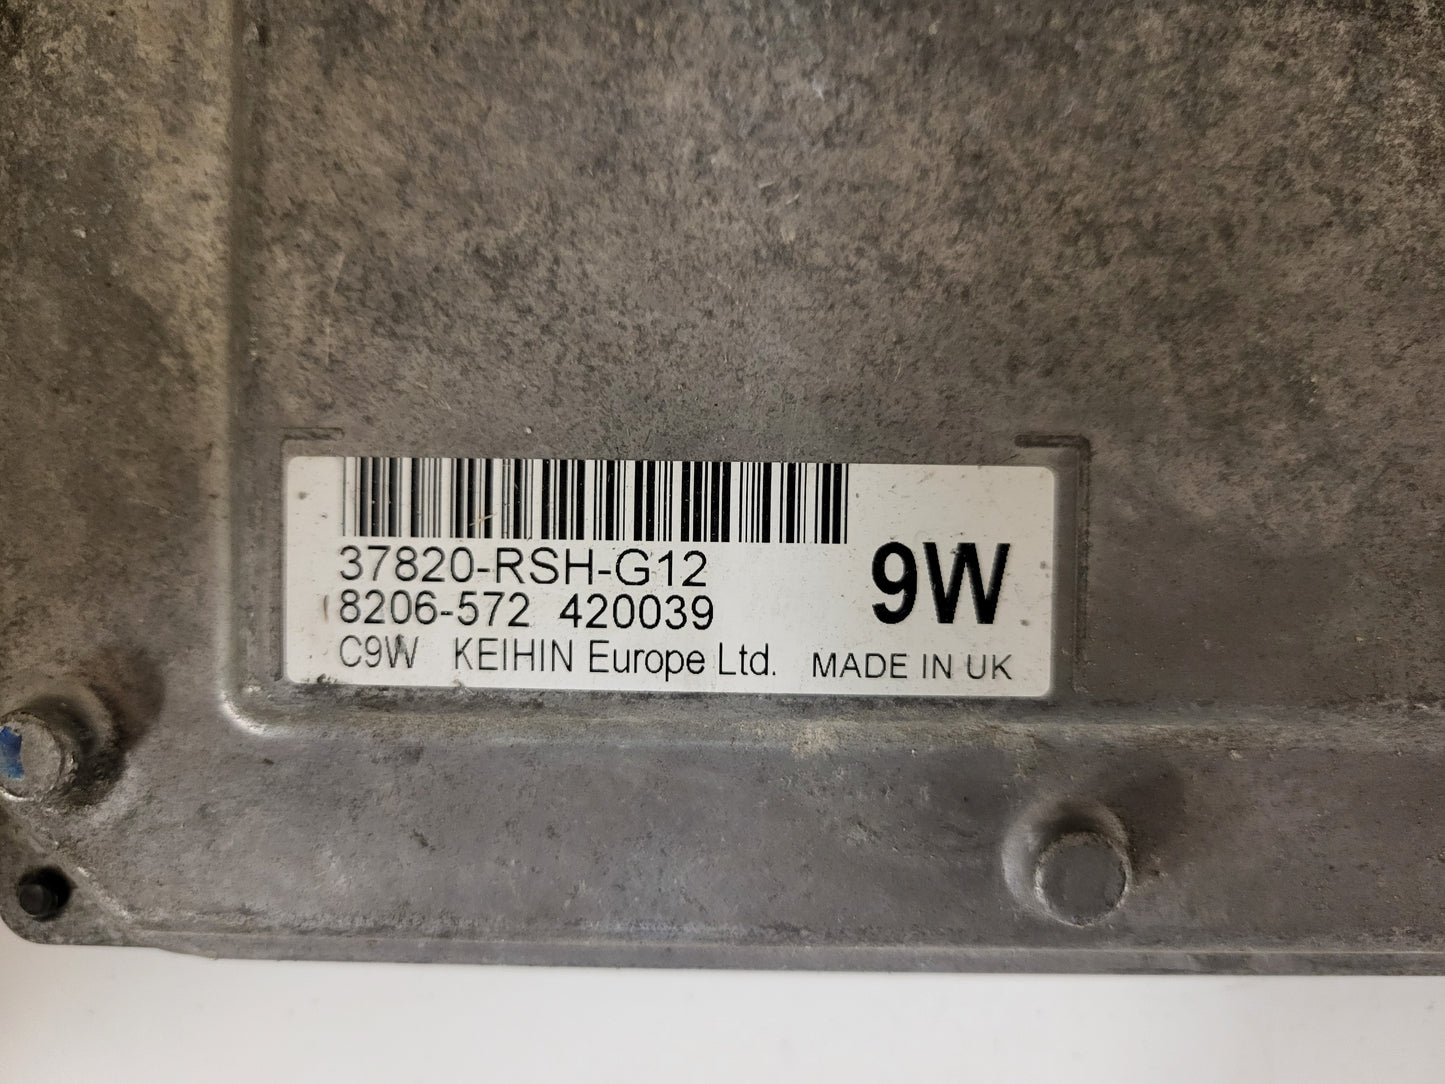 37820-RSH-G12
8206-572 420039
9W
C9W KEIHIN Europe Ltd. MADE IN UK